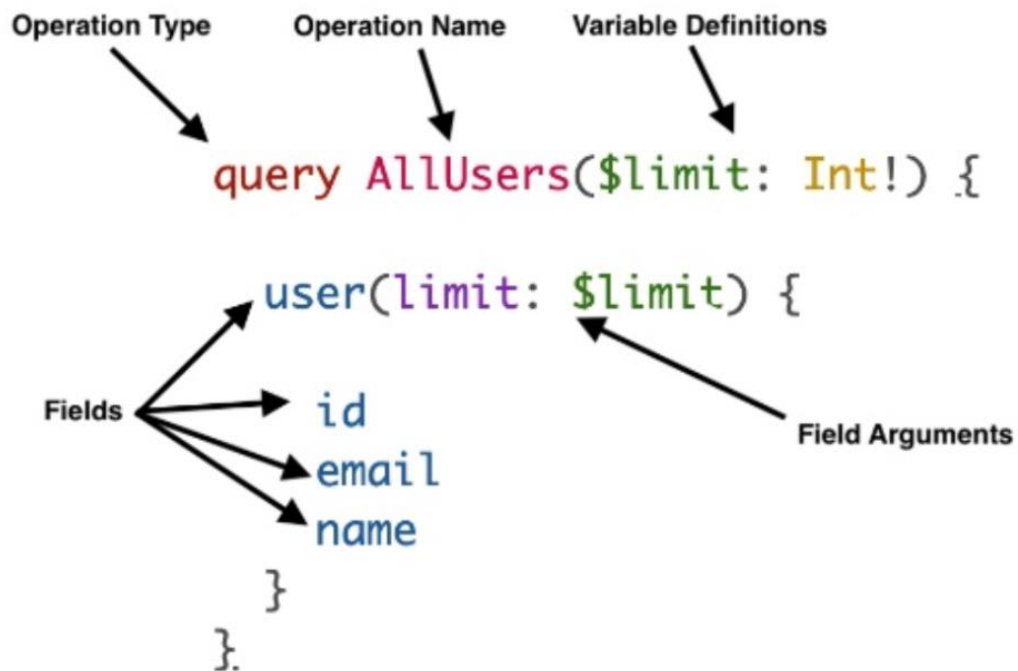 Operation Type Operation Name Variable Definitions
query AllUsers($limit: Int!) {
user(limit: $limit) {
Fields
id
Field Arguments
email
name
}
}